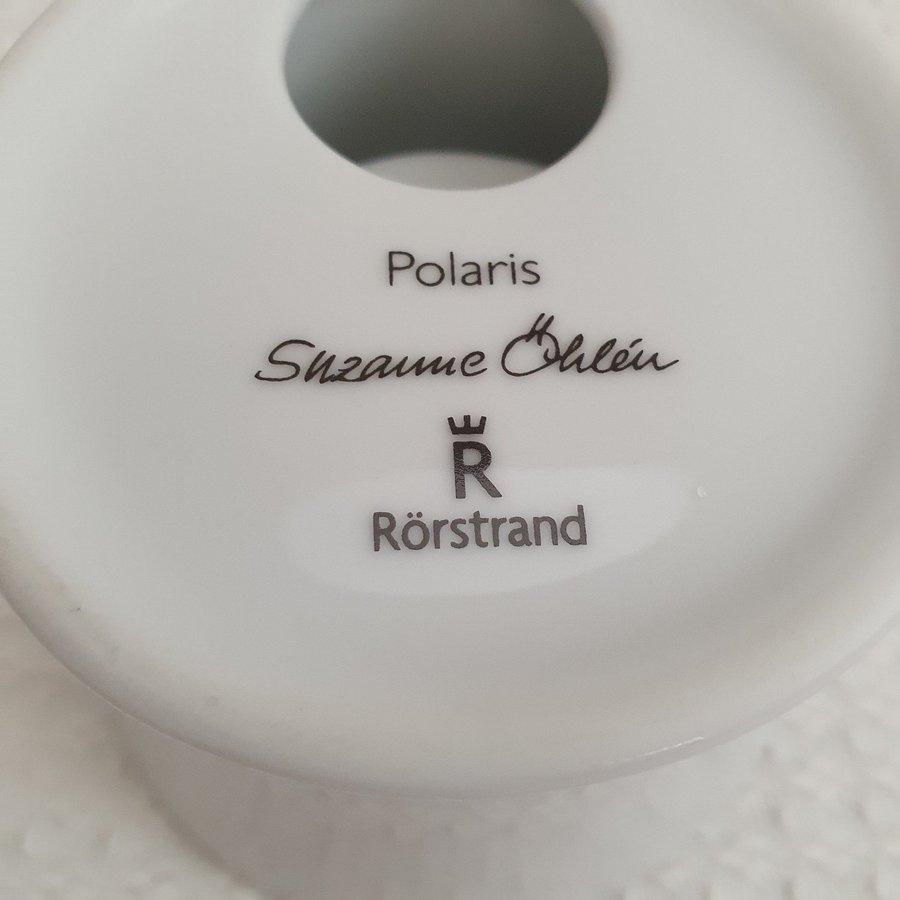 Polaris
Suzanne Öhlén
R
Rörstrand